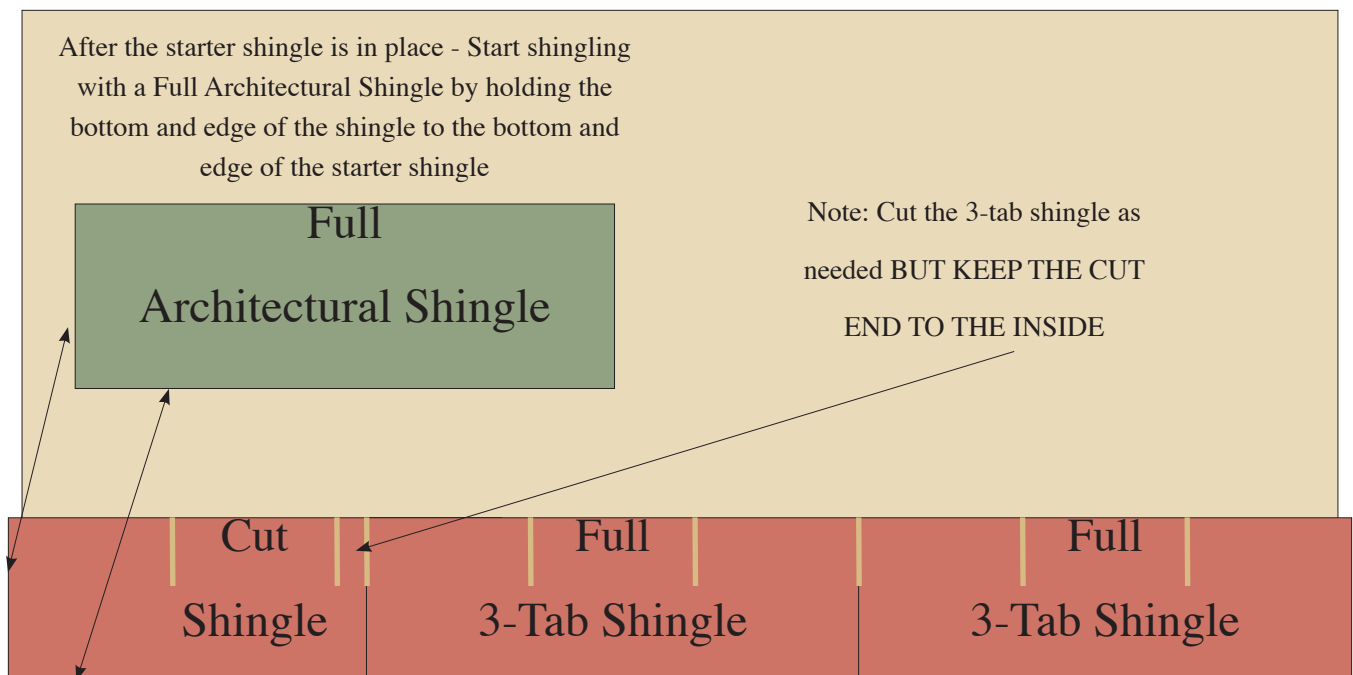 After the starter shingle is in place - Start shingling
with a Full Architectural Shingle by holding the
bottom and edge of the shingle to the bottom and
edge of the starter shingle
Full
Architectural Shingle
Note: Cut the 3-tab shingle as
needed BUT KEEP THE CUT
END TO THE INSIDE
Cut
Shingle
Full
3-Tab Shingle
Full
3-Tab Shingle